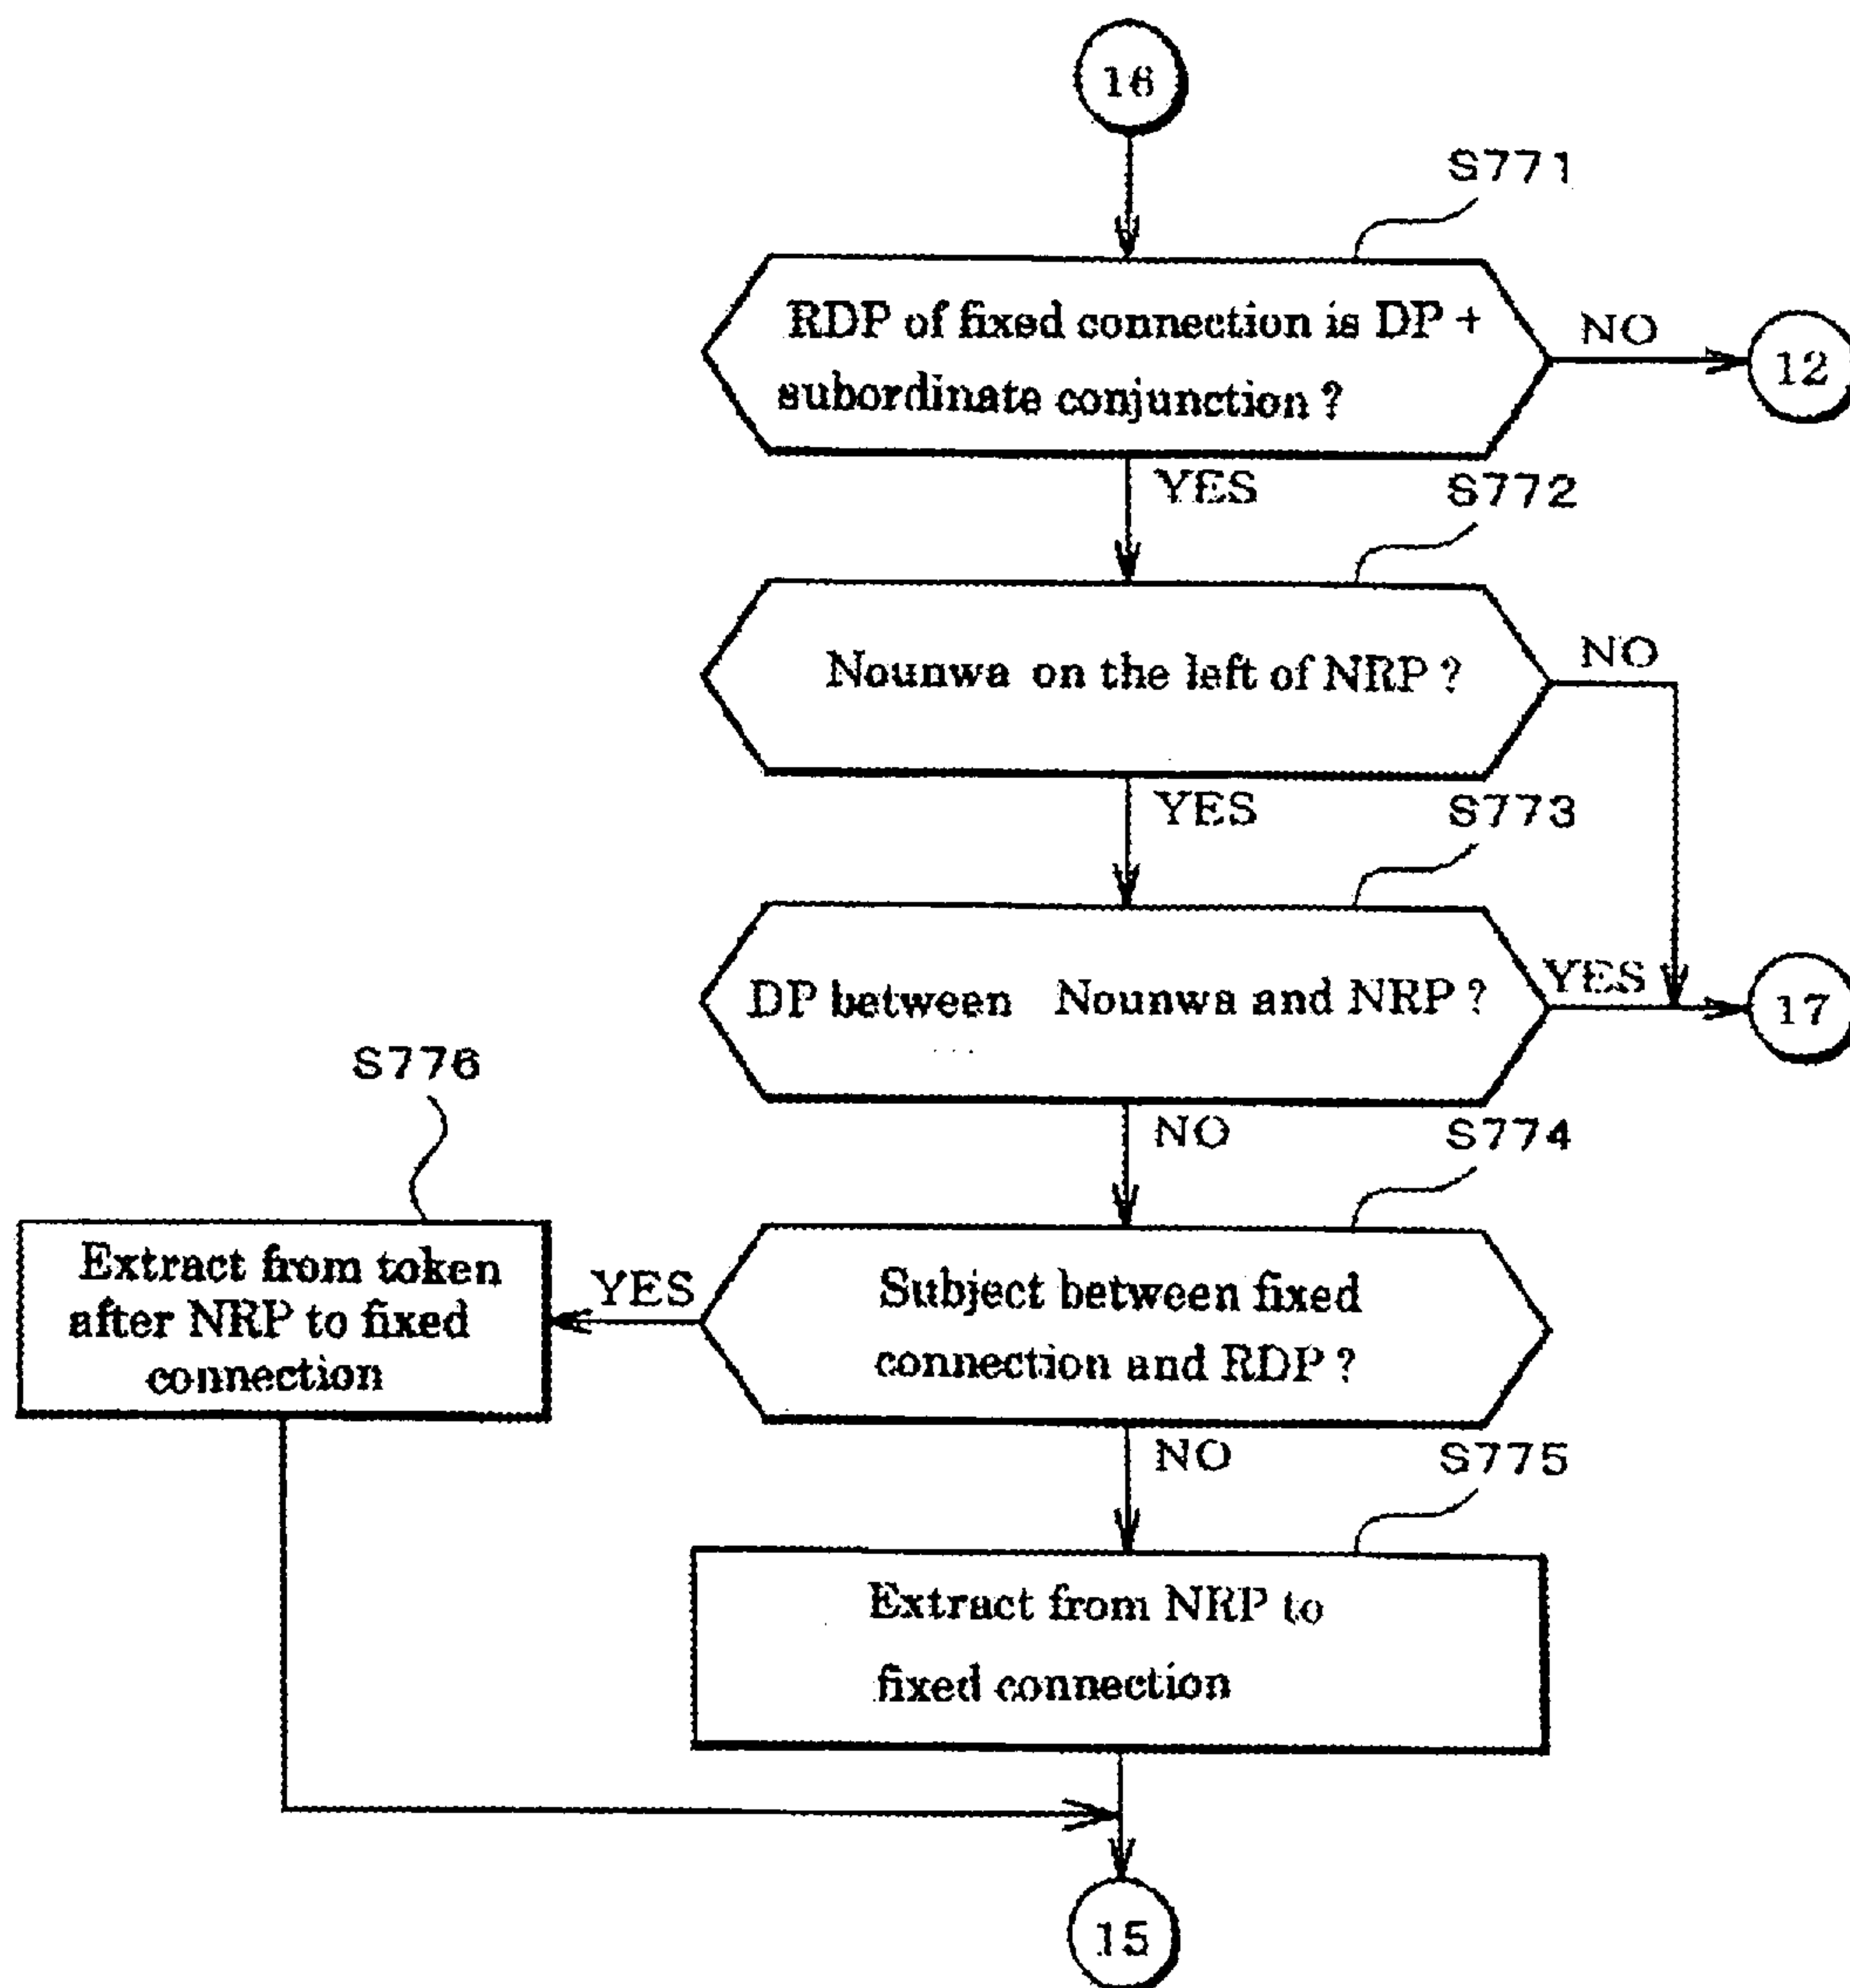 16
S771
RDP of fixed connection is DP +
subordinate conjunction ?
NO
12
YES
S772
Nounwa on the left of NRP ?
NO
YES
S773
DP between Nounwa and NRP ?
YES
17
S776
NO
S774
Extract from token
after NRP to fixed
connection
YES
Subject between fixed
connection and RDP ?
NO
S775
Extract from NRP to
fixed connection
15